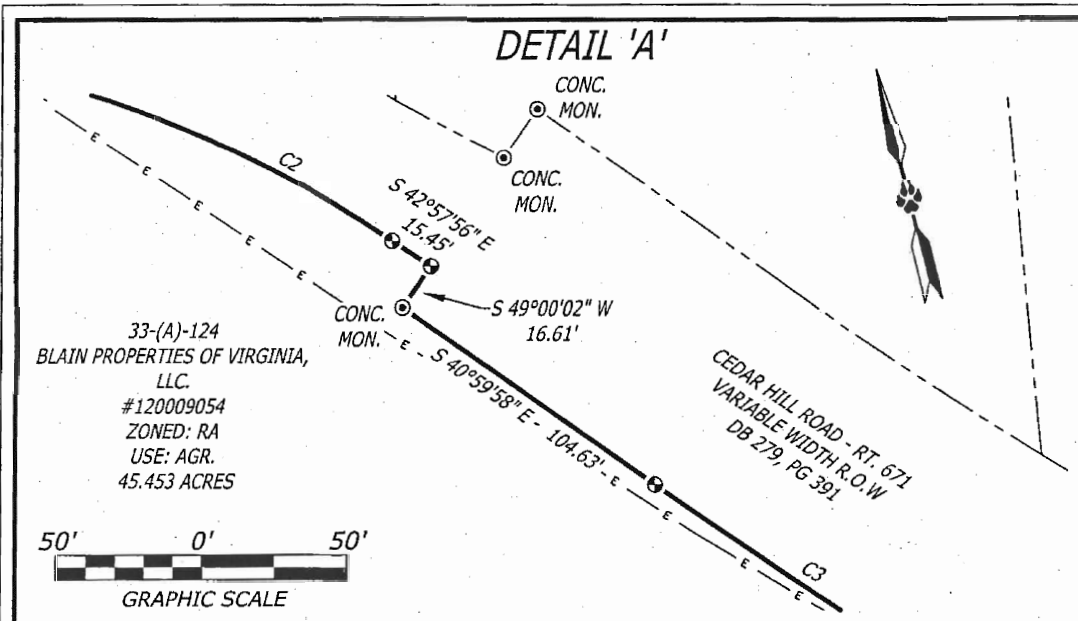 DETAIL 'A'
CONC.
MON.
CONC.
MON.
C2
S 42°57'56" E
15.45'
S 49°00'02" W
16.61'
CONC.
MON.
E
E
E
E
E
S 40°59'58" E - 104.63'
E
E
E
E
C3
33-(A)-124
BLAIN PROPERTIES OF VIRGINIA,
LLC.
#120009054
ZONED: RA
USE: AGR.
45.453 ACRES
CEDAR HILL ROAD - RT. 671
VARIABLE WIDTH R.O.W
DB 279, PG 391
50' 0' 50'
GRAPHIC SCALE